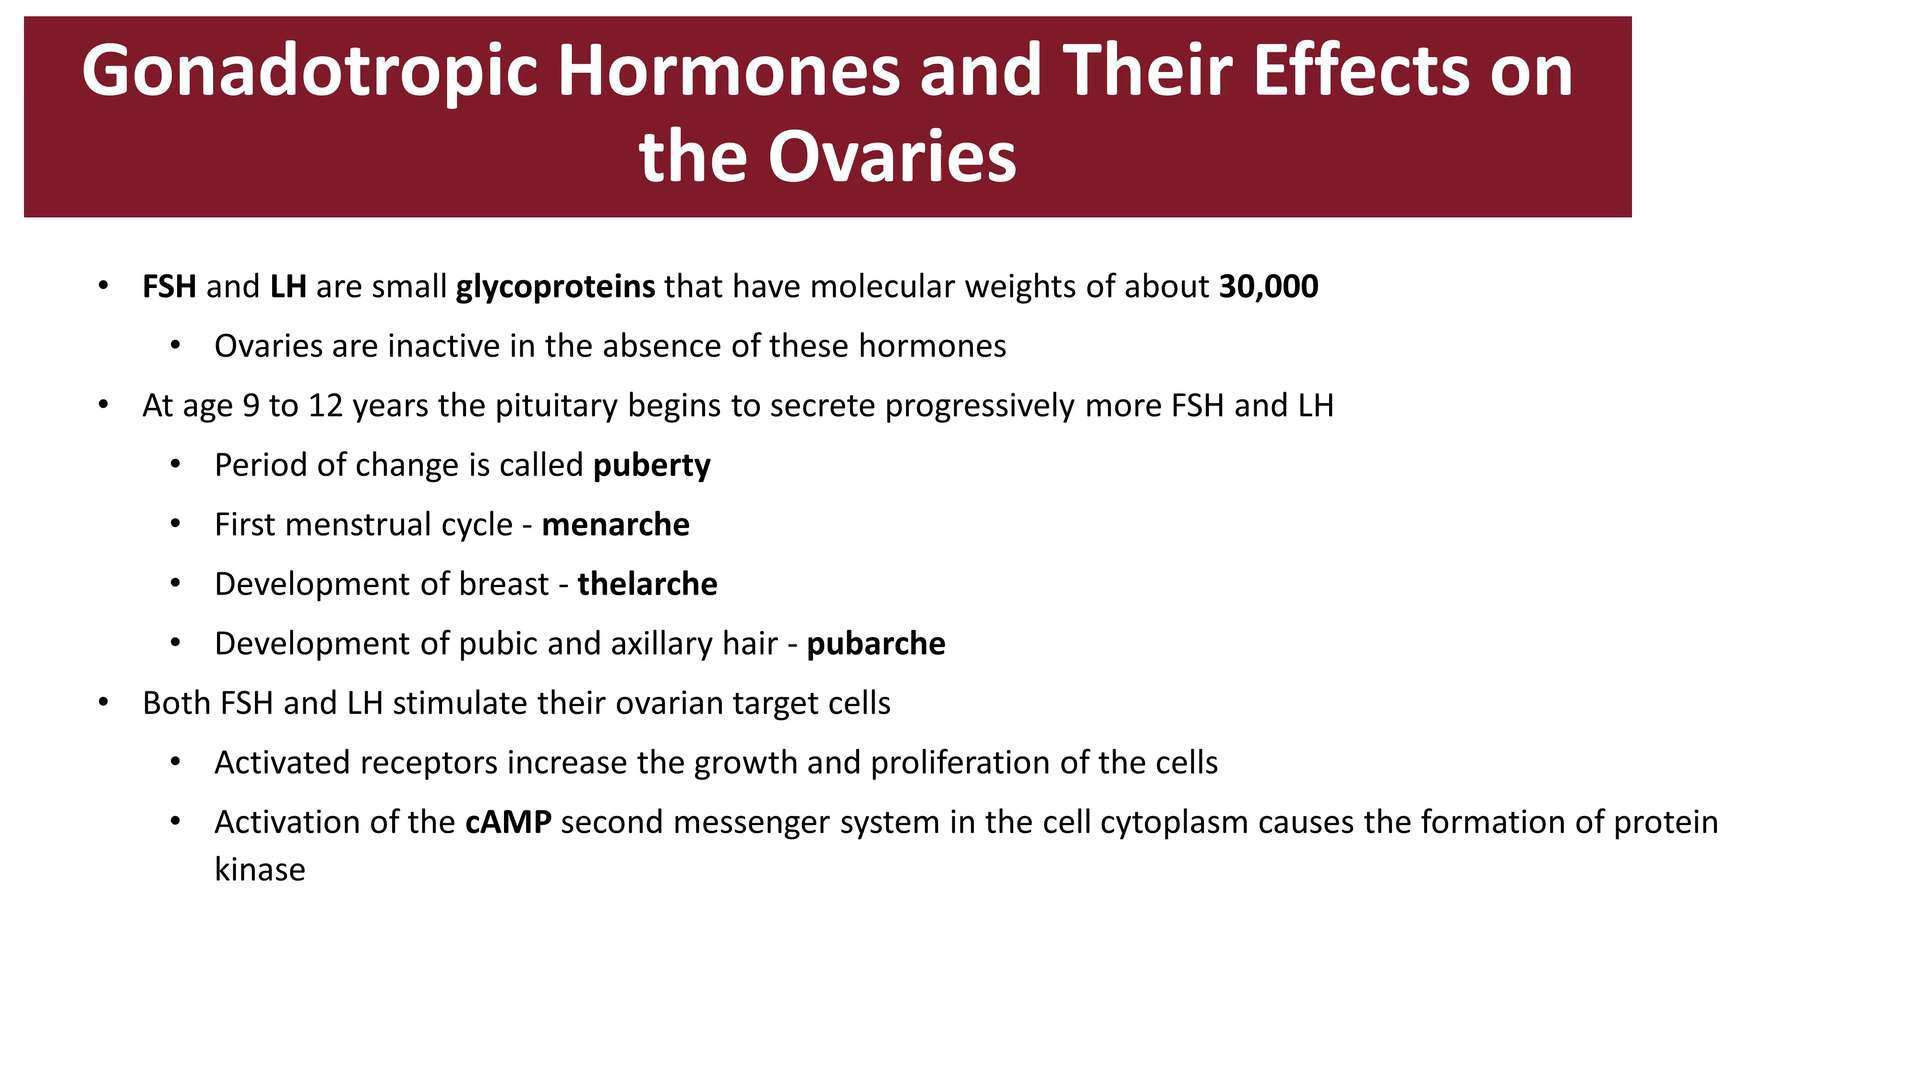 Gonadotropic Hormones and Their Effects on
the Ovaries
• FSH and LH are small glycoproteins that have molecular weights of about 30,000
• Ovaries are inactive in the absence of these hormones
• At age 9 to 12 years the pituitary begins to secrete progressively more FSH and LH
• Period of change is called puberty
• First menstrual cycle - menarche
• Development of breast - thelarche
• Development of pubic and axillary hair - pubarche
• Both FSH and LH stimulate their ovarian target cells
• Activated receptors increase the growth and proliferation of the cells
• Activation of the cAMP second messenger system in the cell cytoplasm causes the formation of protein
kinase